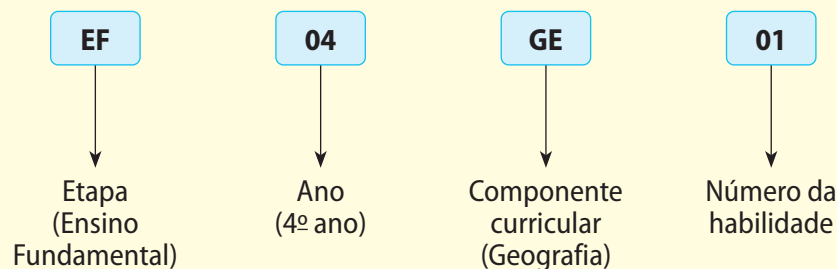 EF 04 GE 01
Etapa
(Ensino
Fundamental)
Ano
(4º ano)
Componente
curricular
(Geografia)
Número da
habilidade